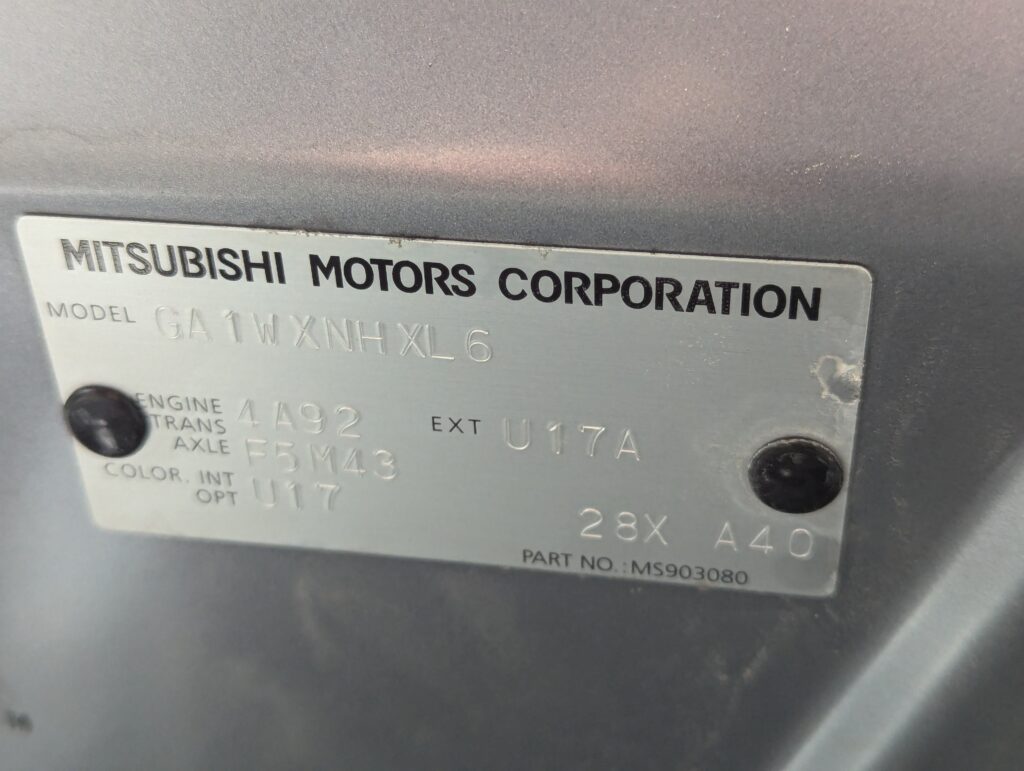 MITSUBISHI MOTORS CORPORATION
MODEL GA1WXNHXL6
ENGINE 4A92 EXT U17A
TRANS
AXLE F5M43
COLOR. INT U17
OPT
28X A40
PART NO.:MS903080